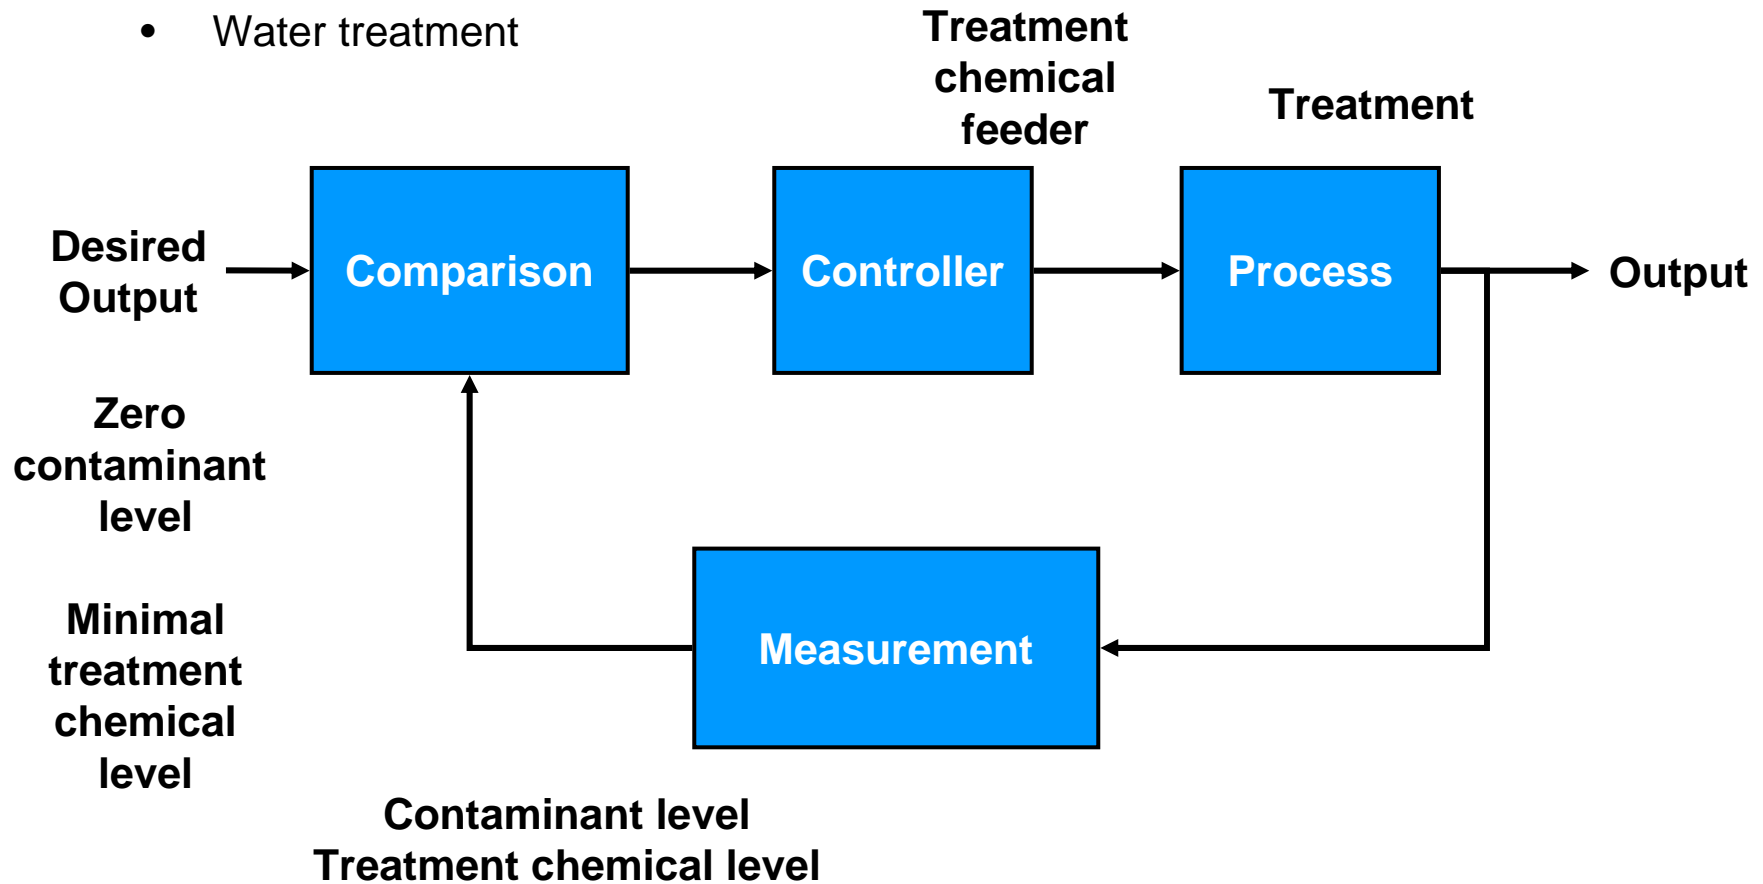 • Water treatment
Treatment
chemical
feeder
Treatment
Desired
Output
Comparison
Controller
Process
Output
Zero
contaminant
level
Minimal
treatment
chemical
level
Measurement
Contaminant level
Treatment chemical level